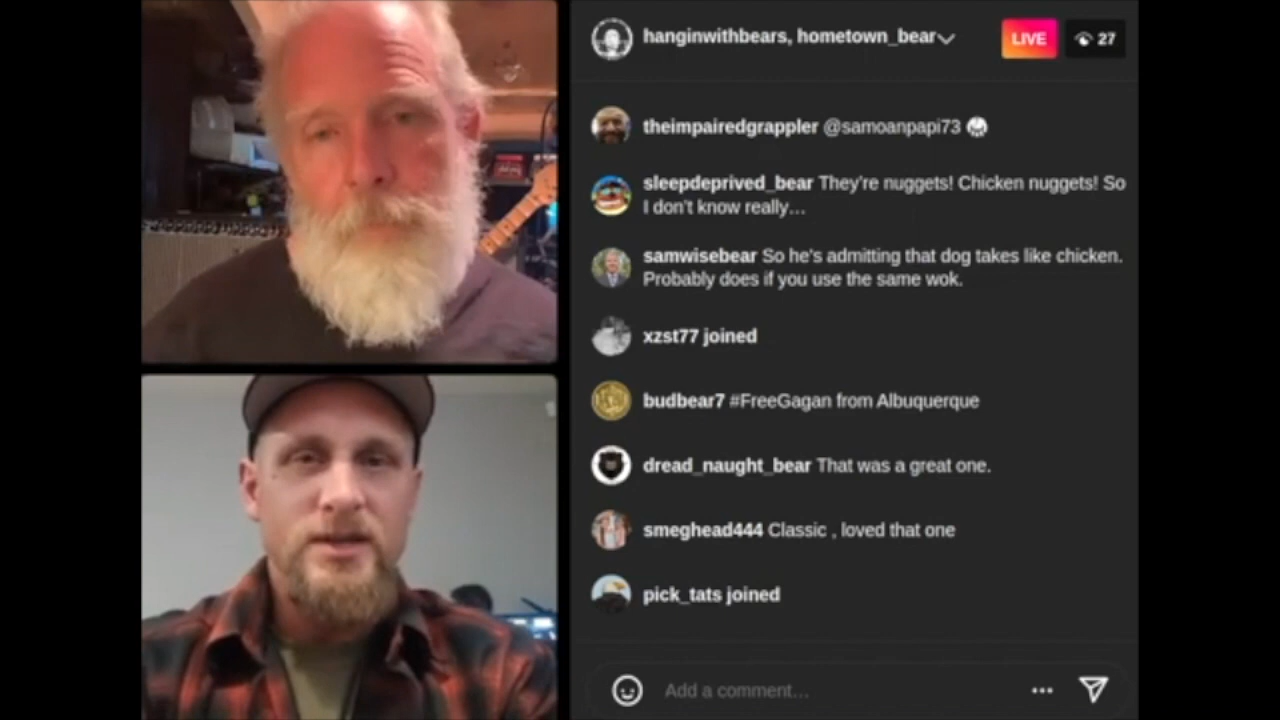 hanginwithbears, hometown_bear
LIVE
27
theimpairedgrappler @samoanpapi73
sleepdeprived_bear They're nuggets! Chicken nuggets! So
I don't know really...
samwisebear So he's admitting that dog takes like chicken.
Probably does if you use the same wok.
xzst77 joined
budbear7 #FreeGagan from Albuquerque
dread_naught_bear That was a great one.
smeghead444 Classic , loved that one
pick_tats joined
Add a comment...